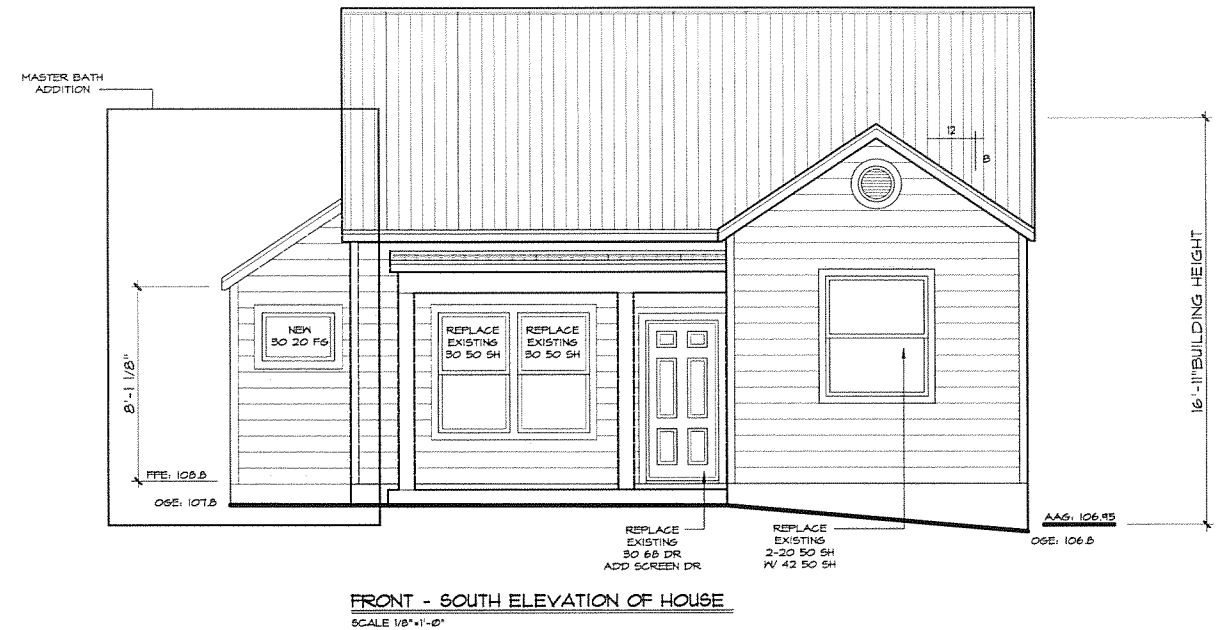 MASTER BATH
ADDITION
12
8
NEW
30 20 FG
REPLACE
EXISTING
30 50 SH
REPLACE
EXISTING
30 50 SH
8'-1 1/8"
16'-11" BUILDING HEIGHT
FFE: 108.8
OGE: 107.8
AAG: 106.95
OGE: 106.8
REPLACE
EXISTING
30 68 DR
ADD SCREEN DR
REPLACE
EXISTING
2-20 50 SH
W/ 42 50 SH
FRONT - SOUTH ELEVATION OF HOUSE
SCALE 1/8"=1'-0"